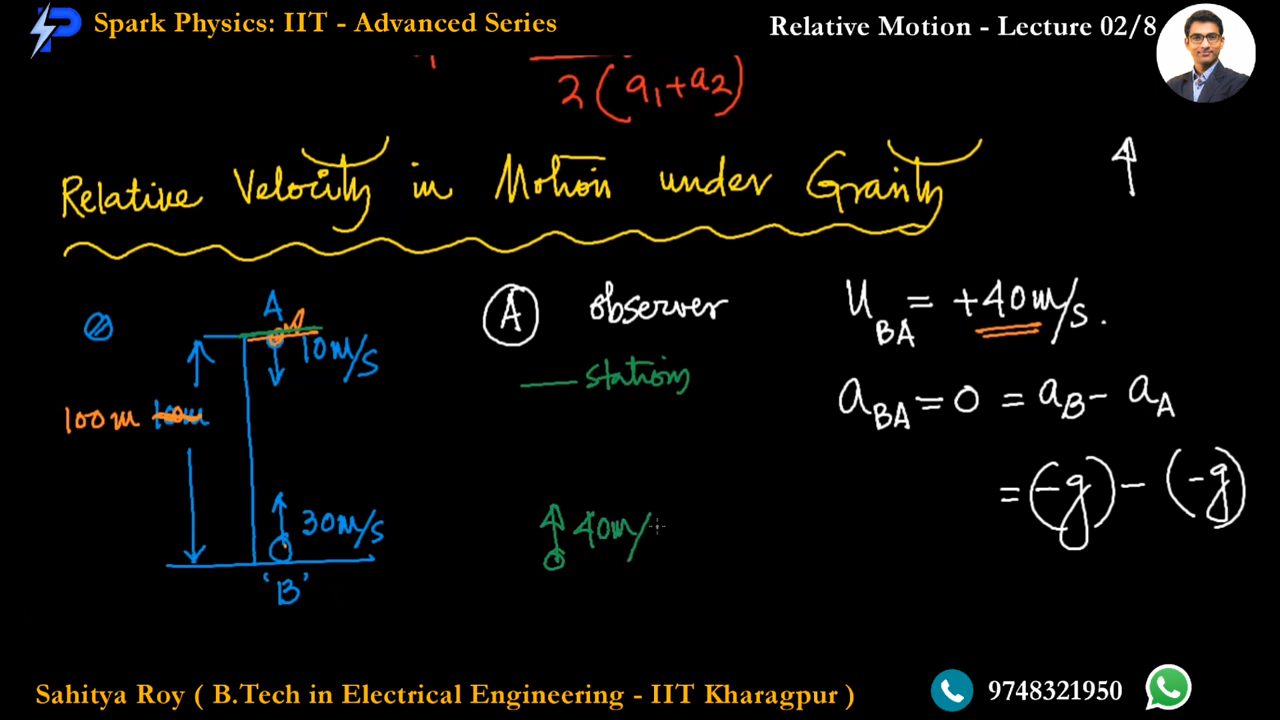 Spark Physics: IIT - Advanced Series
Relative Motion - Lecture 02/8
2(a₁+a₂)
Relative Velocity in Motion under Gravity
A
10m/s
100m
30m/s
'B'
A observer
station
40m/
U_BA = +40m/s.
a_BA = 0 = a_B - a_A
= (-g) - (-g)
Sahitya Roy ( B.Tech in Electrical Engineering - IIT Kharagpur )
9748321950